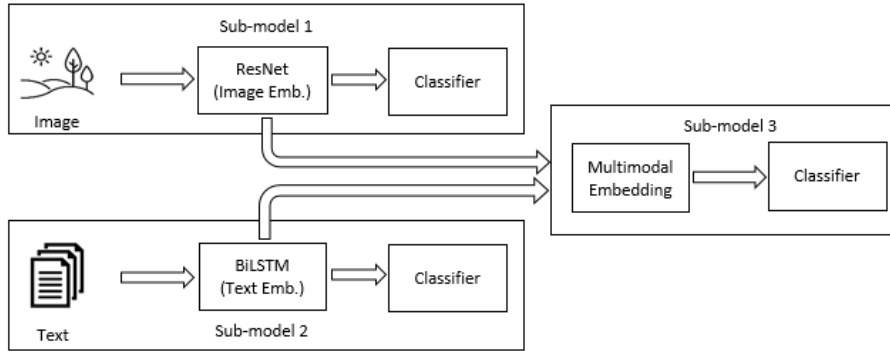 Sub-model 1
ResNet
(Image Emb.)
Classifier
Image
Sub-model 3
Multimodal
Embedding
Classifier
BiLSTM
(Text Emb.)
Classifier
Text
Sub-model 2